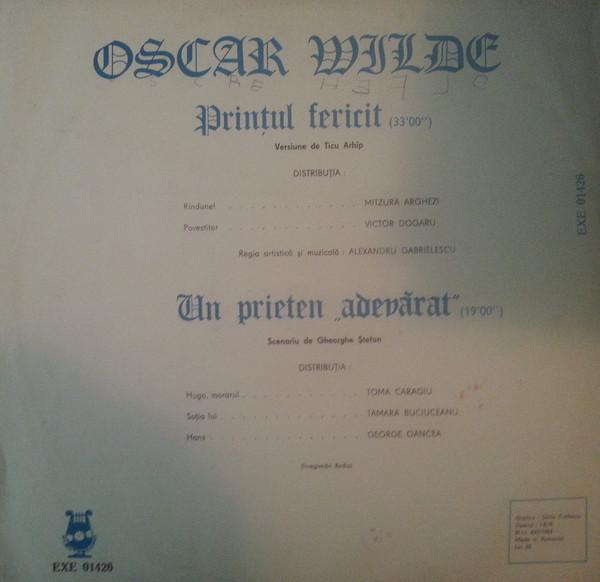 OSCAR WILDE
Prințul fericit (33'00'')
Versiune de Ticu Arhip
DISTRIBUȚIA :
Rîndunel . . . . . . . . . . . . MITZURA ARGHEZI
Povestitor . . . . . . . . . . . . VICTOR DOGARU
Regia artistică și muzicală : ALEXANDRU GABRIELESCU
EXE 01426
Un prieten „adevărat" (19'00'')
Scenariu de Gheorghe Ștefan
DISTRIBUȚIA :
Hugo, morarul . . . . . . . . . . . . TOMA CARAGIU
Soția lui . . . . . . . . . . . . TAMARA BUCIUCEANU
Hans . . . . . . . . . . . . GEORGE OANCEA
(Înregistrări Radio)
EXE 01426
Grafica :
Made in Romania
Lei